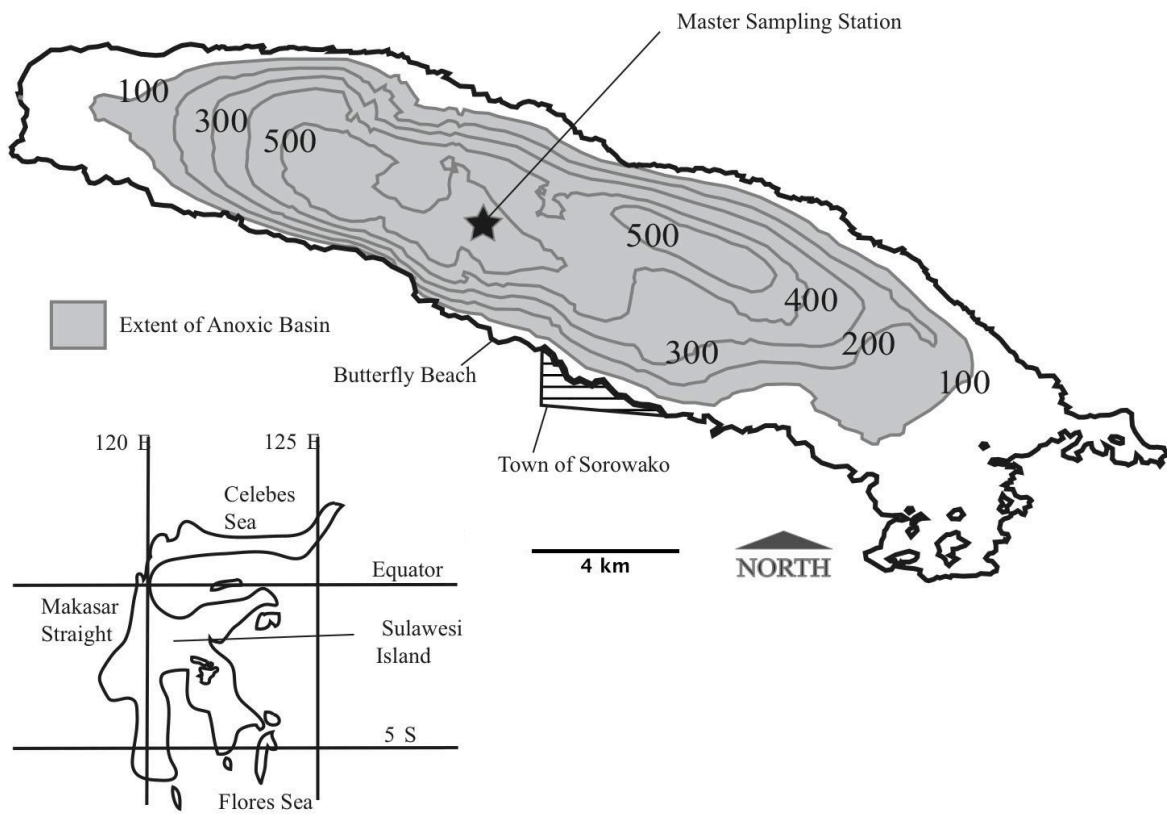 Master Sampling Station
100
300
500
500
400
300
200
100
Extent of Anoxic Basin
Butterfly Beach
Town of Sorowako
4 km
NORTH
120 E
125 E
Celebes
Sea
Equator
Makasar
Straight
Sulawesi
Island
5 S
Flores Sea